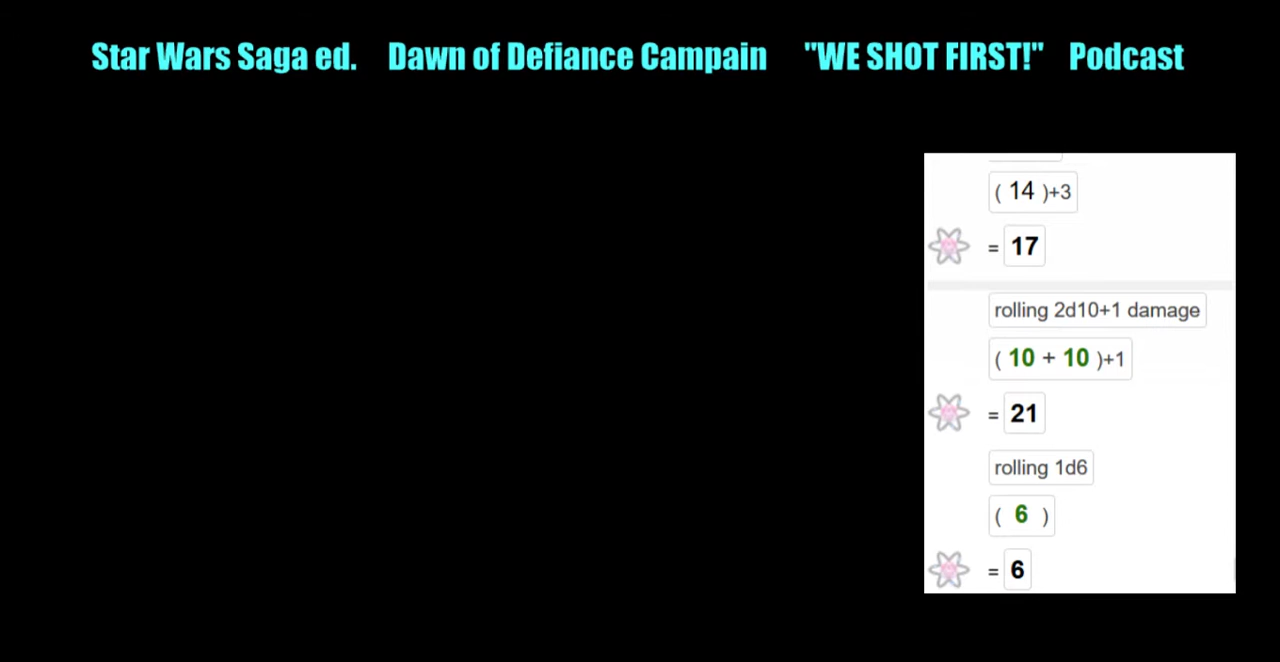 Star Wars Saga ed. Dawn of Defiance Campain "WE SHOT FIRST!" Podcast
( 14 )+3
= 17
rolling 2d10+1 damage
( 10 + 10 )+1
= 21
rolling 1d6
( 6 )
= 6